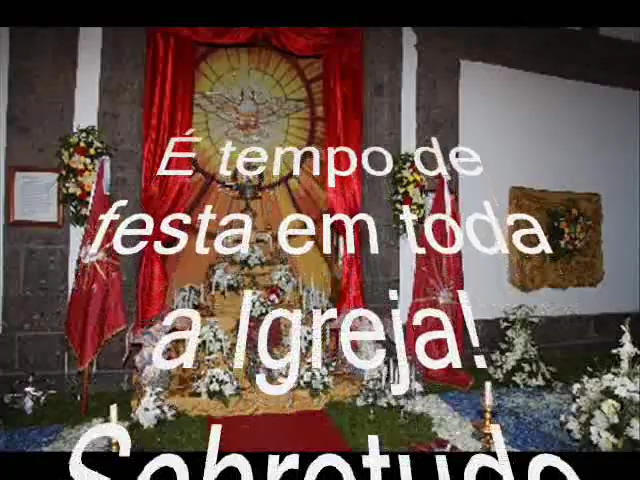 É tempo de
festa em toda
a Igreja!
Sobretudo